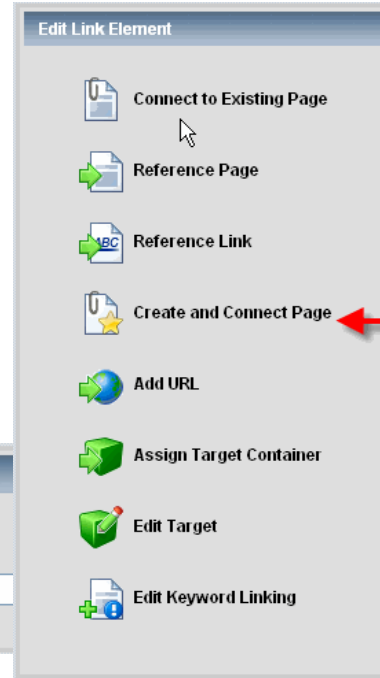 Edit Link Element
Connect to Existing Page
Reference Page
ABC
Reference Link
Create and Connect Page
Add URL
Assign Target Container
Edit Target
Edit Keyword Linking